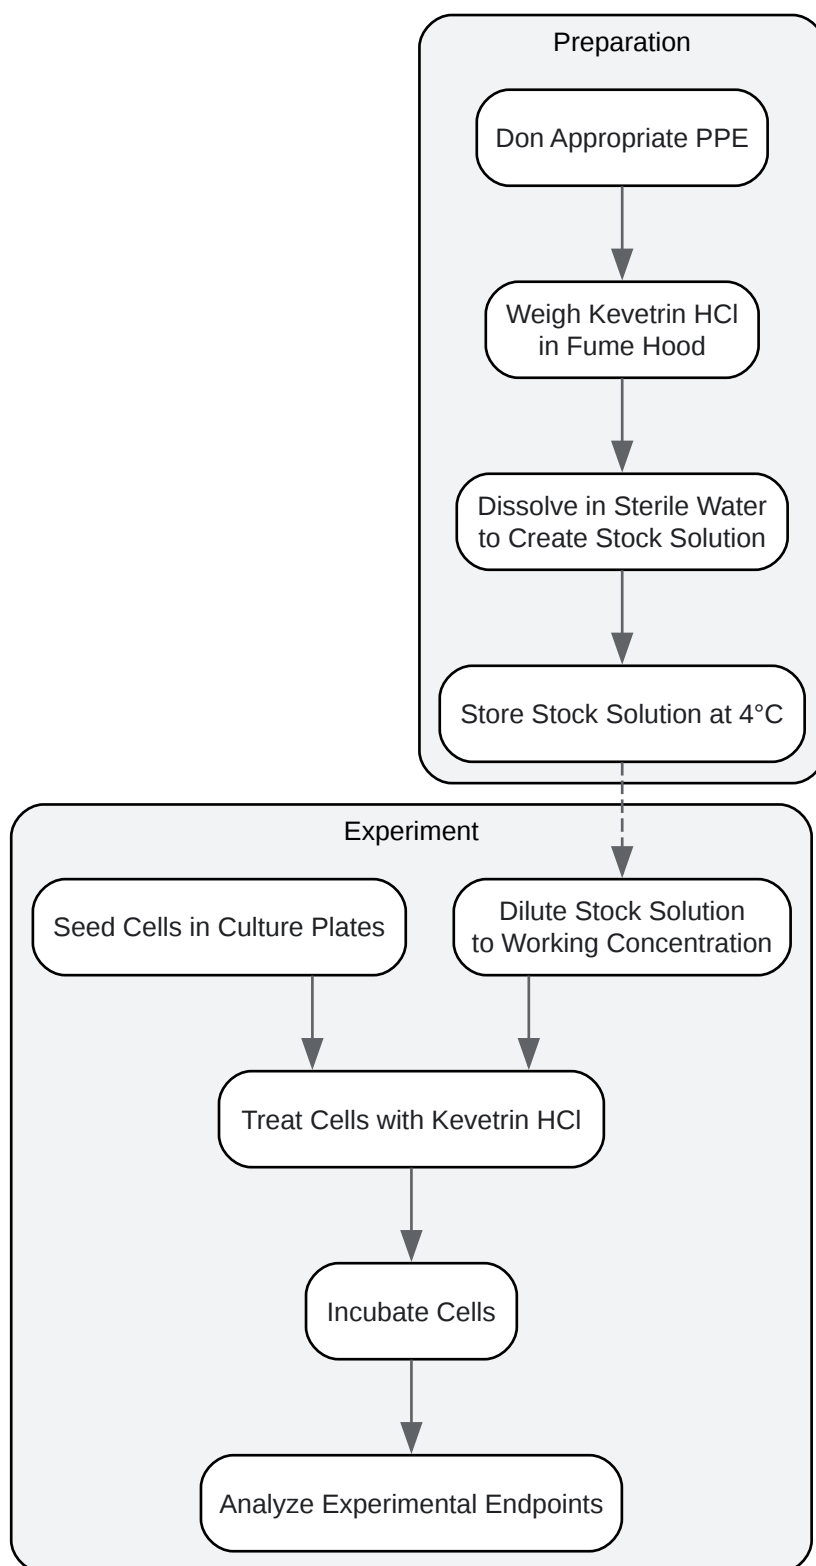 Preparation
Don Appropriate PPE
Weigh Kevetrin HCl
in Fume Hood
Dissolve in Sterile Water
to Create Stock Solution
Store Stock Solution at 4°C
Experiment
Seed Cells in Culture Plates
Dilute Stock Solution
to Working Concentration
Treat Cells with Kevetrin HCl
Incubate Cells
Analyze Experimental Endpoints